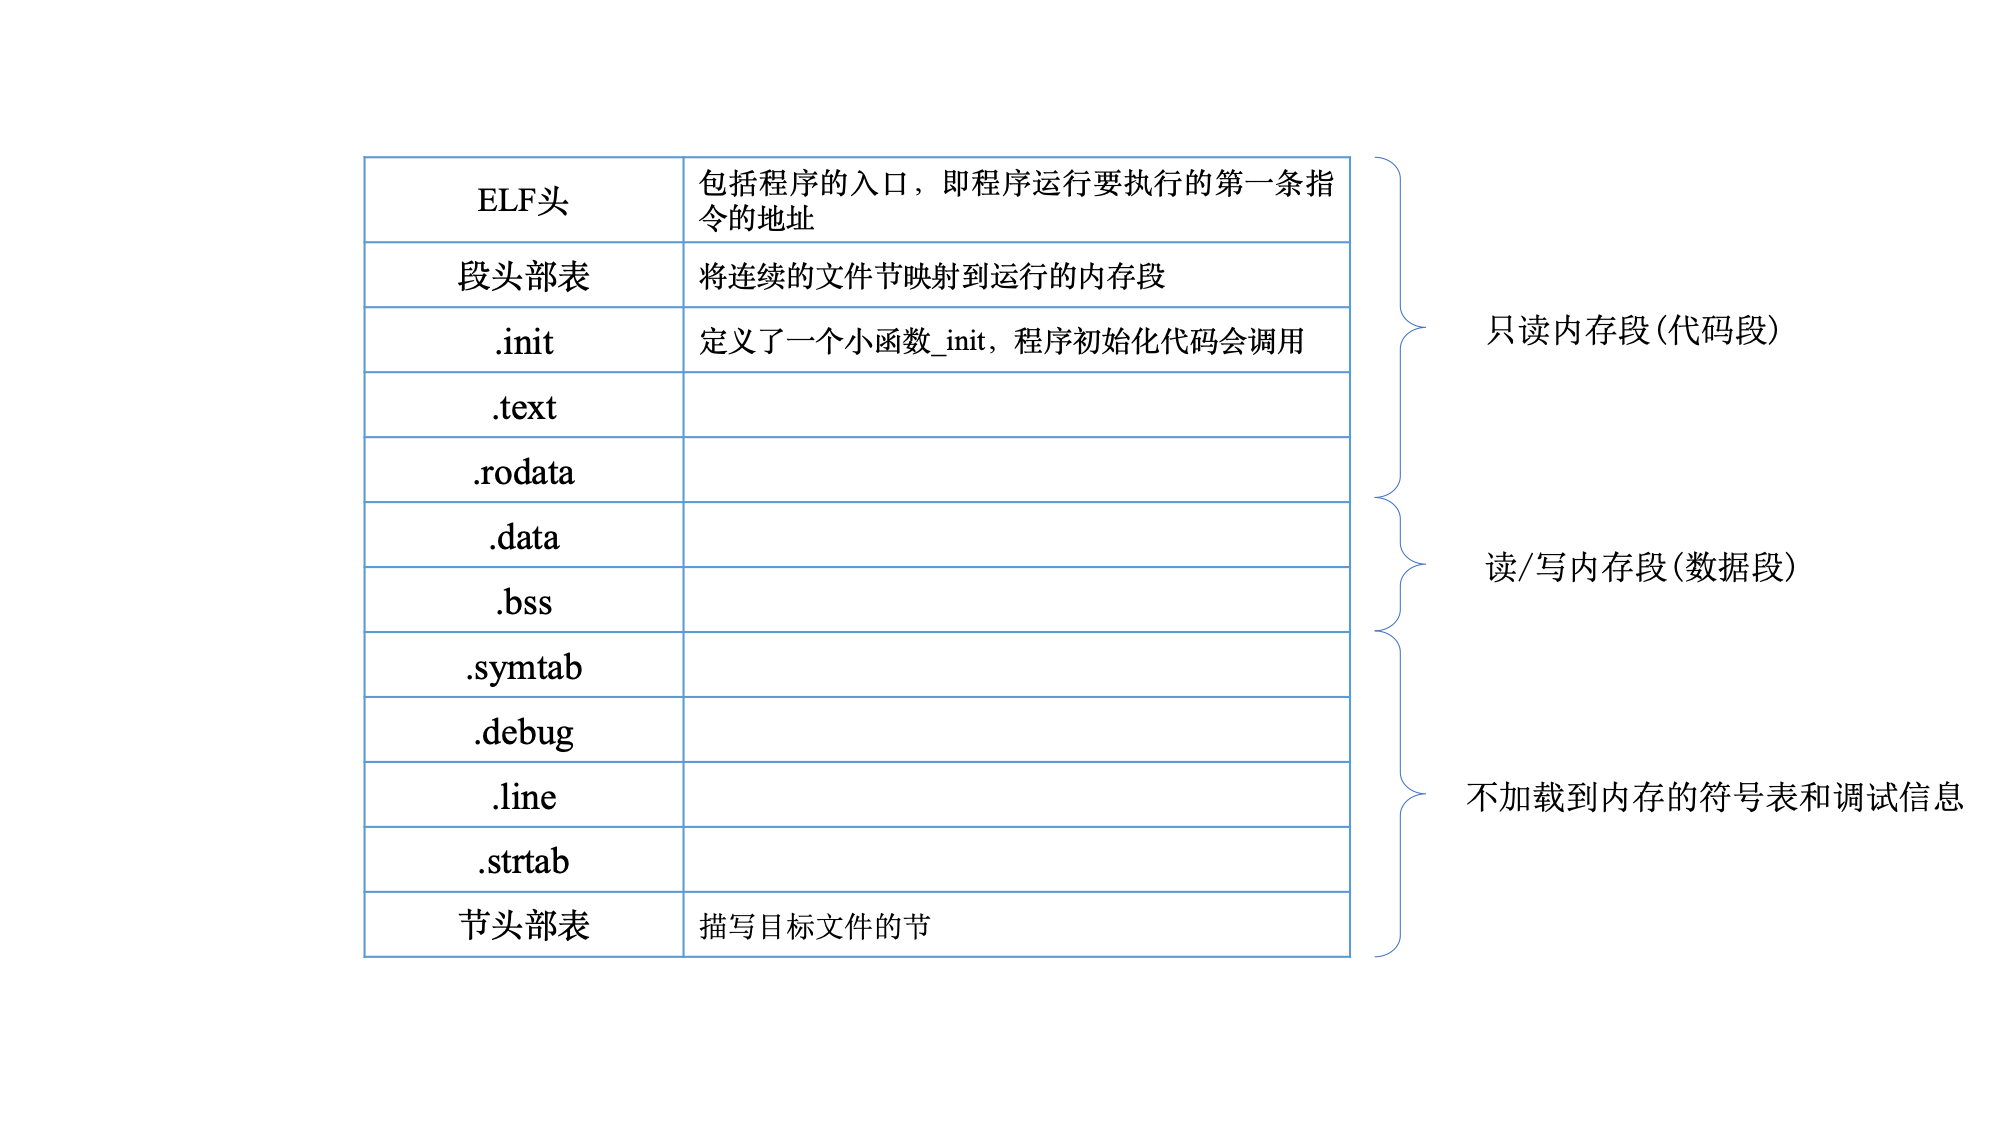 ELF头
包括程序的入口，即程序运行要执行的第一条指
令的地址
段头部表
将连续的文件节映射到运行的内存段
.init
定义了一个小函数_init，程序初始化代码会调用
.text
.rodata
只读内存段(代码段)
.data
.bss
读/写内存段(数据段)
.symtab
.debug
.line
.strtab
节头部表
描写目标文件的节
不加载到内存的符号表和调试信息